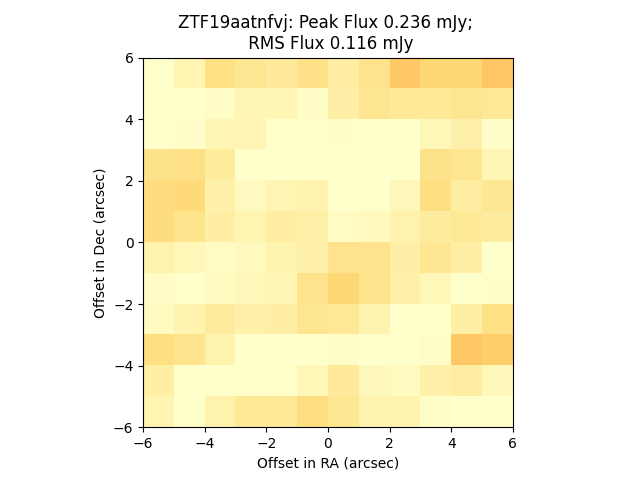 ZTF19aatnfvj: Peak Flux 0.236 mJy;
RMS Flux 0.116 mJy
6
4
2
0
−2
−4
−6
Offset in Dec (arcsec)
−6 −4 −2 0 2 4 6
Offset in RA (arcsec)